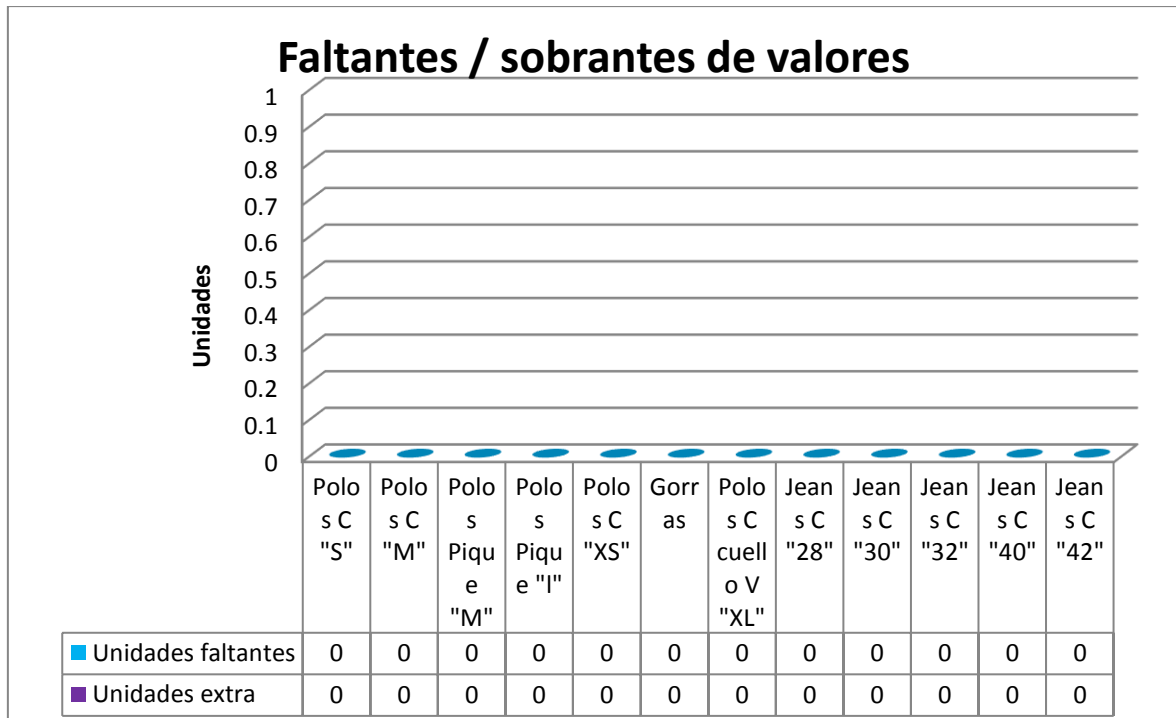 Faltantes / sobrantes de valores
Unidades
1
0.9
0.8
0.7
0.6
0.5
0.4
0.3
0.2
0.1
0
Polo
s C
"S"
Polo
s C
"M"
Polo
s
Piqu
e
"M"
Polo
s
Piqu
e "I"
Polo
s C
"XS"
Gorr
as
Polo
s C
cuell
o V
"XL"
Jean
s C
"28"
Jean
s C
"30"
Jean
s C
"32"
Jean
s C
"40"
Jean
s C
"42"
Unidades faltantes 0 0 0 0 0 0 0 0 0 0 0 0
Unidades extra 0 0 0 0 0 0 0 0 0 0 0 0